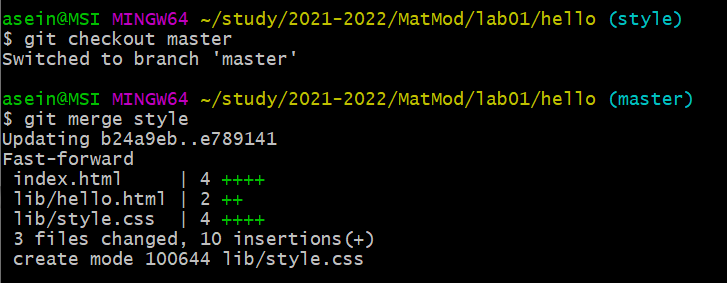 asein@MSI MINGW64 ~/study/2021-2022/MatMod/lab01/hello (style)
$ git checkout master
Switched to branch 'master'

asein@MSI MINGW64 ~/study/2021-2022/MatMod/lab01/hello (master)
$ git merge style
Updating b24a9eb..e789141
Fast-forward
 index.html     | 4 ++++
 lib/hello.html | 2 ++
 lib/style.css  | 4 ++++
 3 files changed, 10 insertions(+)
 create mode 100644 lib/style.css